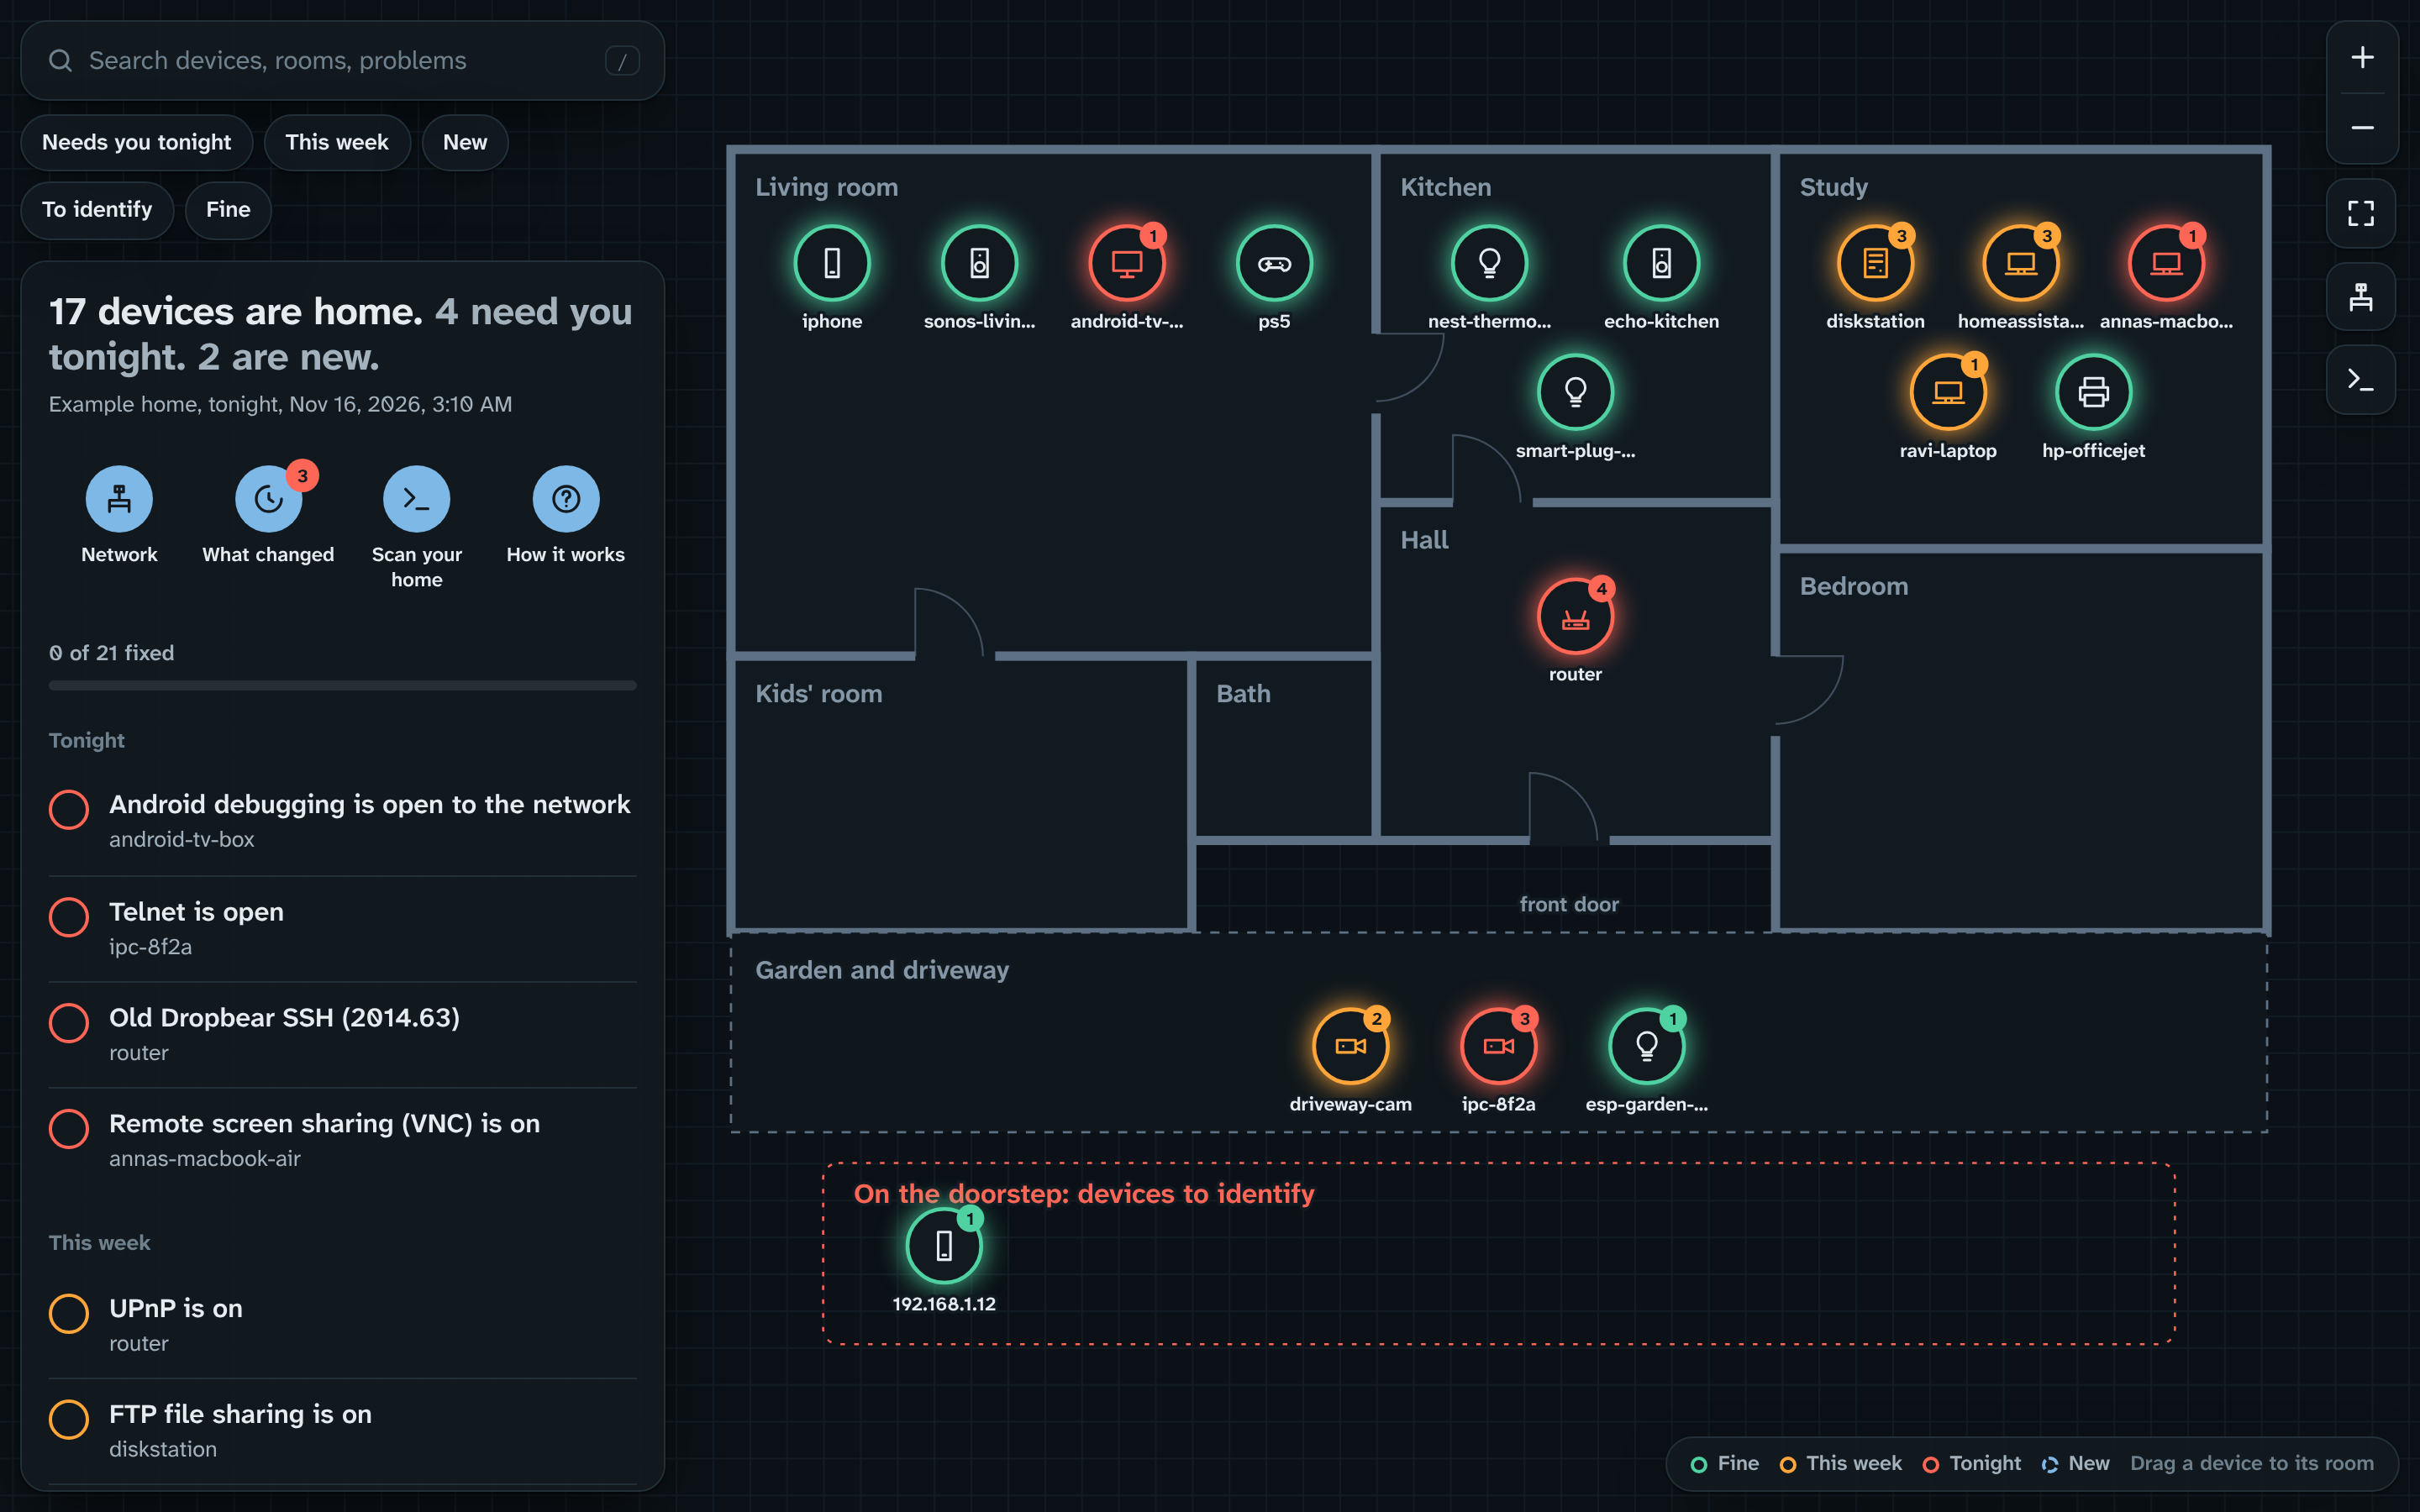 Search devices, rooms, problems
/
Needs you tonight
This week
New
To identify
Fine
17 devices are home. 4 need you
tonight. 2 are new.
Example home, tonight, Nov 16, 2026, 3:10 AM
3
Network
What changed
Scan your
home
How it works
0 of 21 fixed
Tonight
Android debugging is open to the network
android-tv-box
Telnet is open
ipc-8f2a
Old Dropbear SSH (2014.63)
router
Remote screen sharing (VNC) is on
annas-macbook-air
This week
UPnP is on
router
FTP file sharing is on
diskstation
Living room
1
iphone
sonos-livin...
android-tv-...
ps5
Kitchen
nest-thermo...
echo-kitchen
smart-plug-...
Study
3
3
1
diskstation
homeassista...
annas-macbo...
1
ravi-laptop
hp-officejet
Hall
4
router
Bedroom
Kids' room
Bath
front door
Garden and driveway
2
3
1
driveway-cam
ipc-8f2a
esp-garden-...
On the doorstep: devices to identify
1
192.168.1.12
Fine
This week
Tonight
New
Drag a device to its room